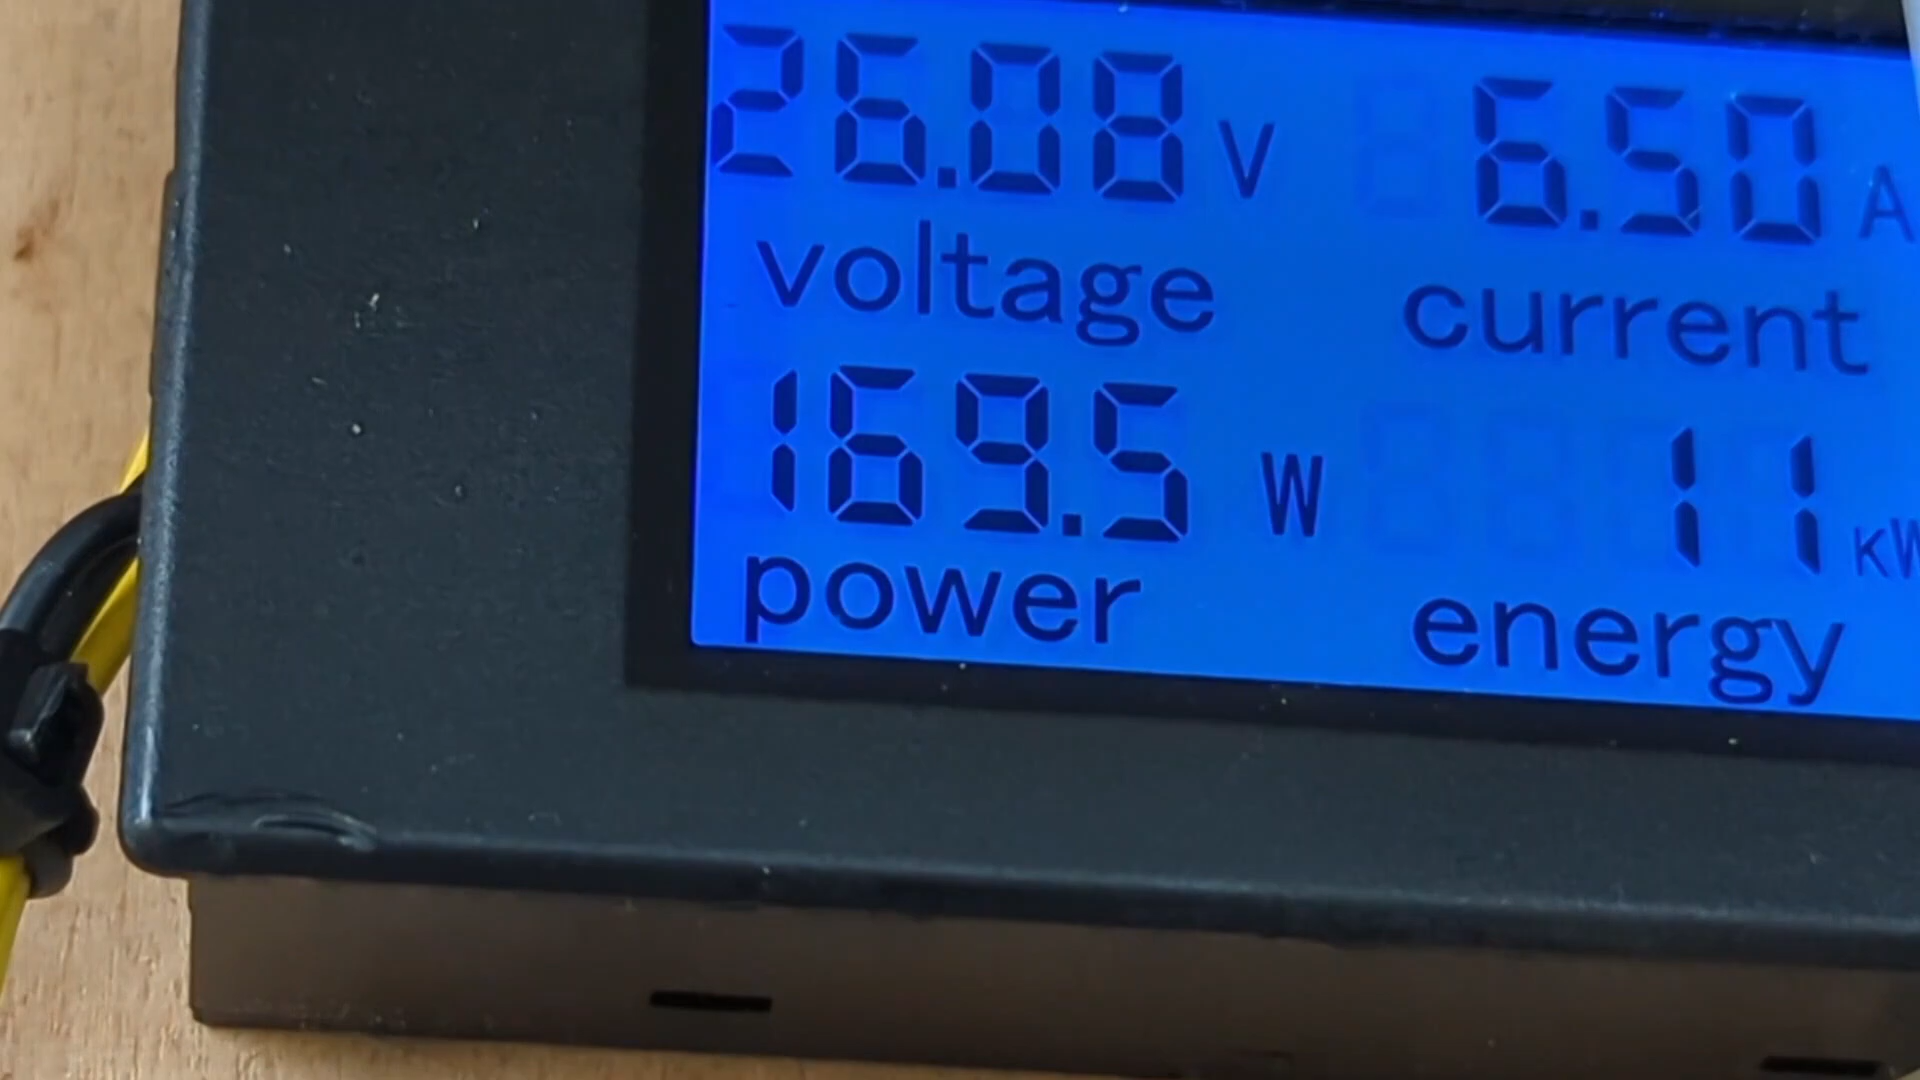 26.08 V 6.50 A
voltage current
169.5 W 11 kW
power energy